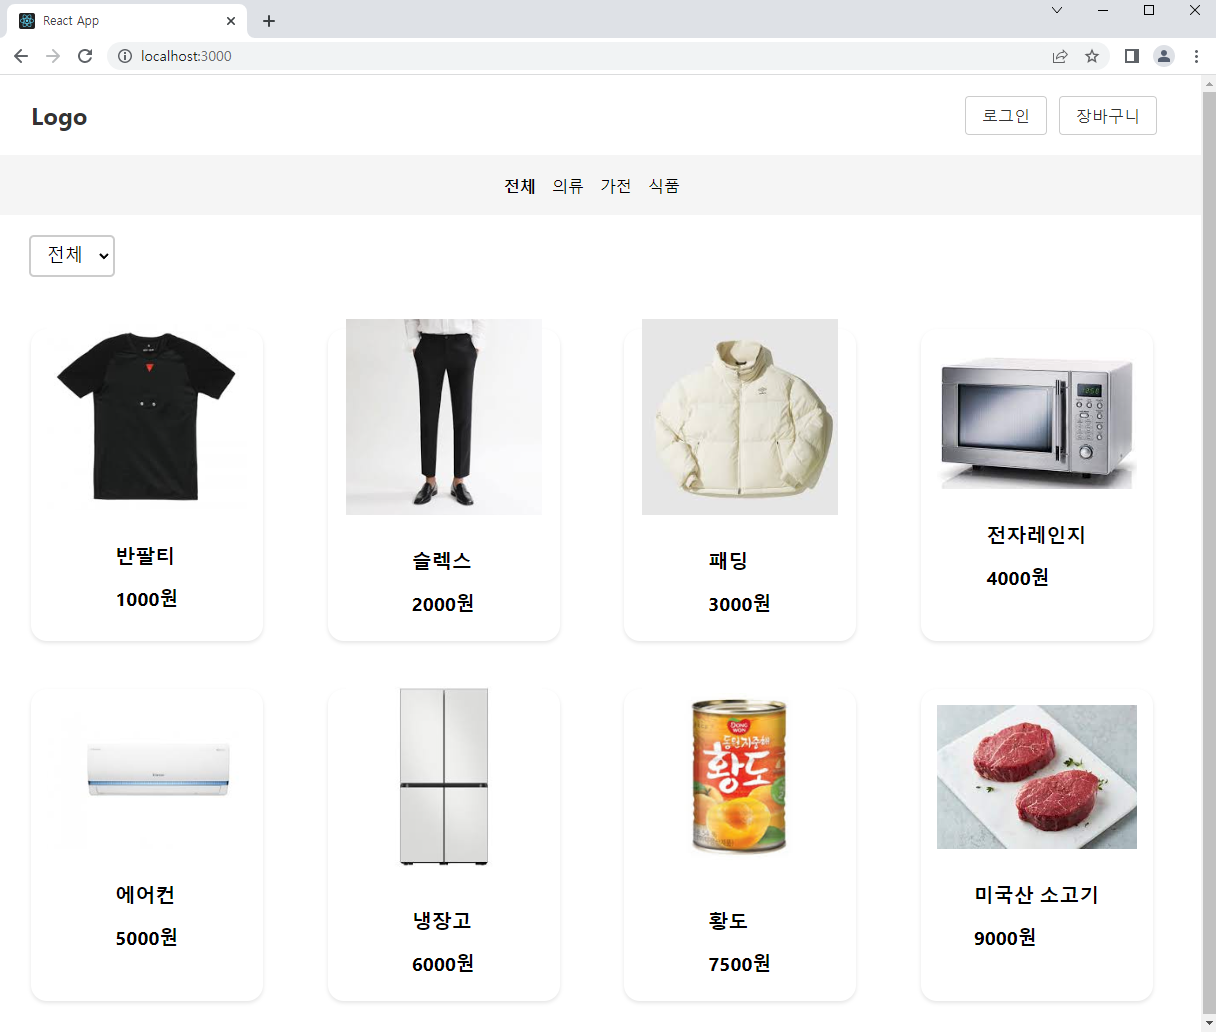 React App
localhost:3000
Logo
로그인
장바구니
전체 의류 가전 식품
전체
반팔티
1000원
슬렉스
2000원
패딩
3000원
전자레인지
4000원
에어컨
5000원
냉장고
6000원
DONG WON
동원지중해
황도
황도
7500원
미국산 소고기
9000원